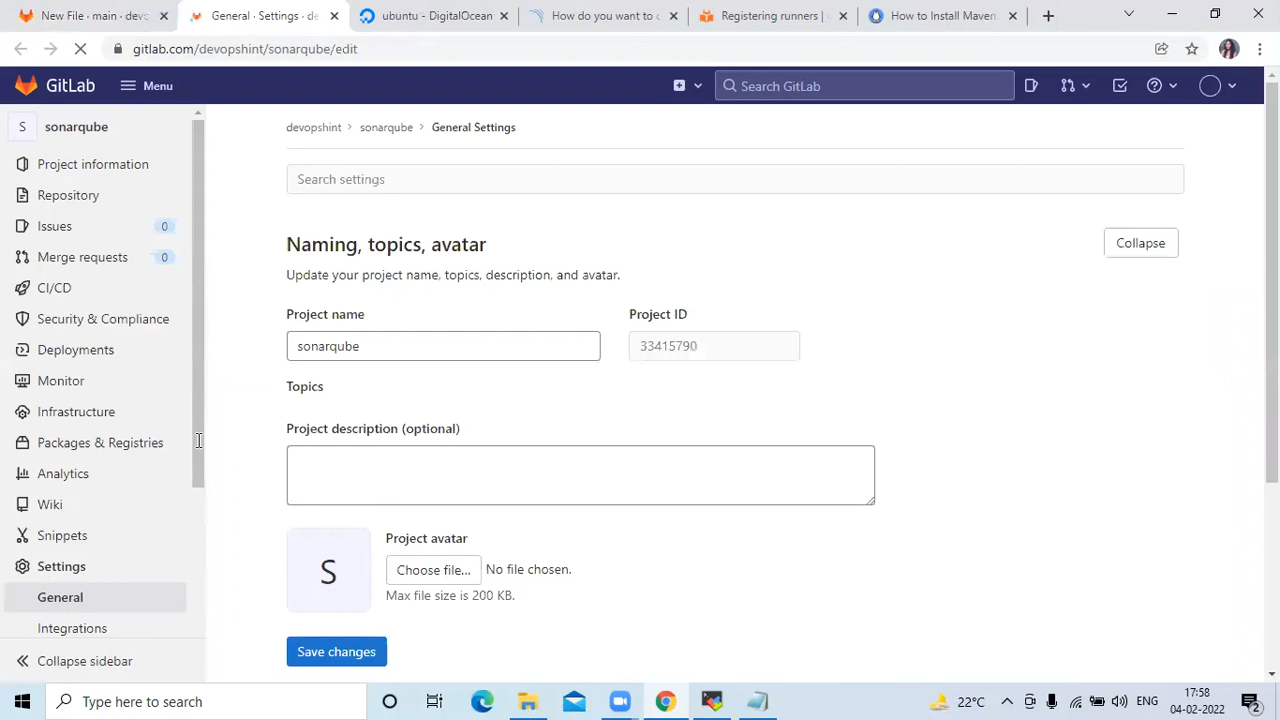 New File · main · devo
General · Settings · de
ubuntu - DigitalOcean
How do you want to c
Registering runners | 
How to Install Maven
gitlab.com/devopshint/sonarqube/edit
GitLab
Menu
Search GitLab
S
sonarqube
devopshint › sonarqube › General Settings
Project information
Repository
Issues
0
Merge requests
0
CI/CD
Security & Compliance
Deployments
Monitor
Infrastructure
Packages & Registries
Analytics
Wiki
Snippets
Settings
General
Integrations
Collapse sidebar
Search settings
Naming, topics, avatar
Collapse
Update your project name, topics, description, and avatar.
Project name
Project ID
sonarqube
33415790
Topics
Project description (optional)
S
Project avatar
Choose file...
No file chosen.
Max file size is 200 KB.
Save changes
Type here to search
22°C
ENG
17:58
04-02-2022
2